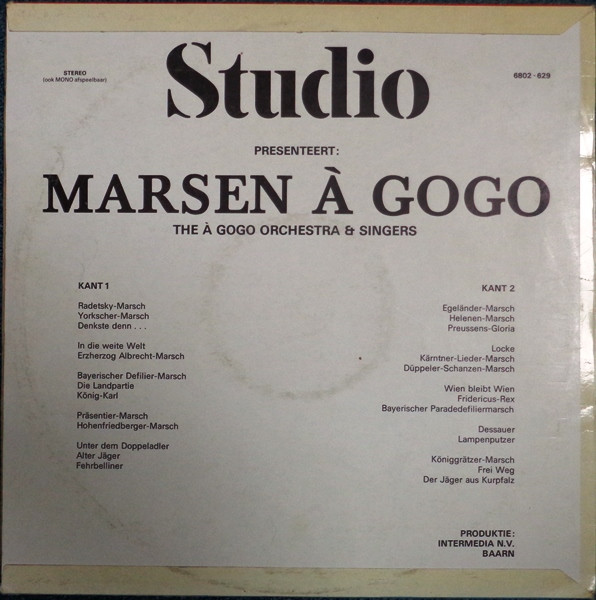 STEREO
(ook MONO afspeelbaar)
Studio
6802 - 629
PRESENTEERT:
MARSEN À GOGO
THE À GOGO ORCHESTRA & SINGERS
KANT 1
Radetsky-Marsch
Yorkscher-Marsch
Denkste denn . . .
In die weite Welt
Erzherzog Albrecht-Marsch
Bayerischer Defilier-Marsch
Die Landpartie
König-Karl
Präsentier-Marsch
Hohenfriedberger-Marsch
Unter dem Doppeladler
Alter Jäger
Fehrbelliner
KANT 2
Egeländer-Marsch
Helenen-Marsch
Preussens-Gloria
Locke
Kärntner-Lieder-Marsch
Düppeler-Schanzen-Marsch
Wien bleibt Wien
Fridericus-Rex
Bayerischer Paradedefiliermarsch
Dessauer
Lampenputzer
Königgrätzer-Marsch
Frei Weg
Der Jäger aus Kurpfalz
PRODUKTIE:
INTERMEDIA N.V.
BAARN